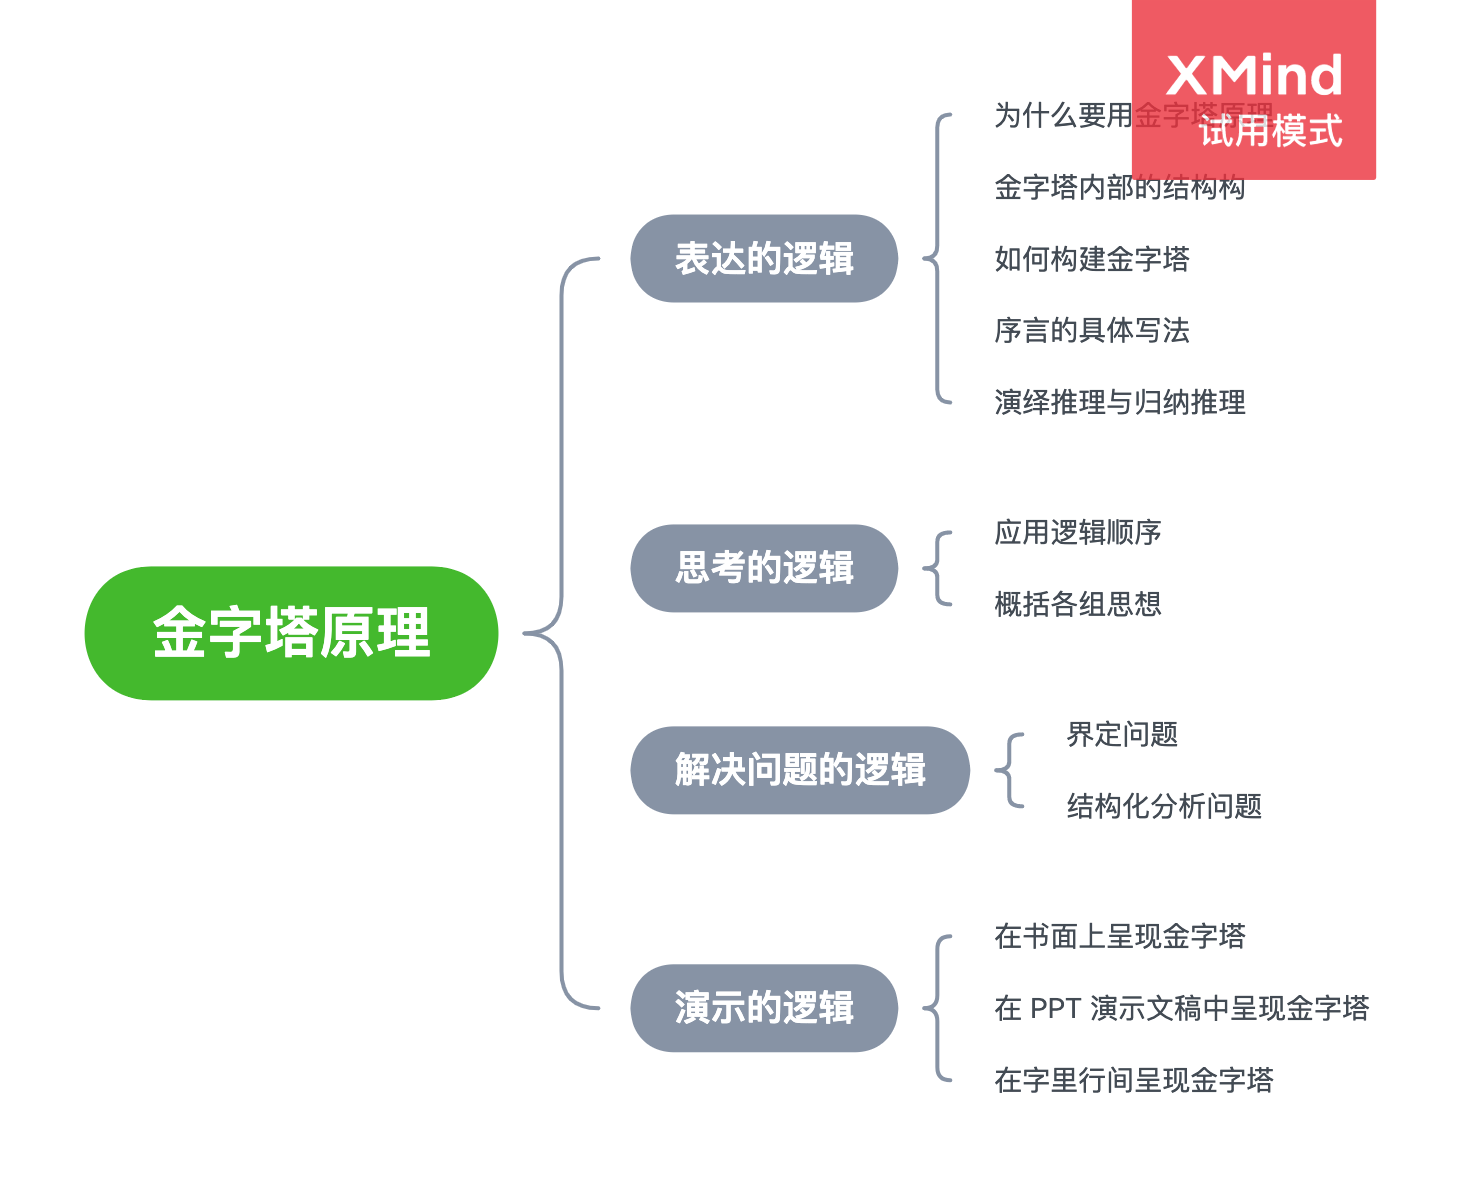 XMind
试用模式
为什么要用金字塔原理
金字塔内部的结构构
表达的逻辑
如何构建金字塔
序言的具体写法
演绎推理与归纳推理
应用逻辑顺序
思考的逻辑
概括各组思想
金字塔原理
界定问题
解决问题的逻辑
结构化分析问题
在书面上呈现金字塔
演示的逻辑
在 PPT 演示文稿中呈现金字塔
在字里行间呈现金字塔